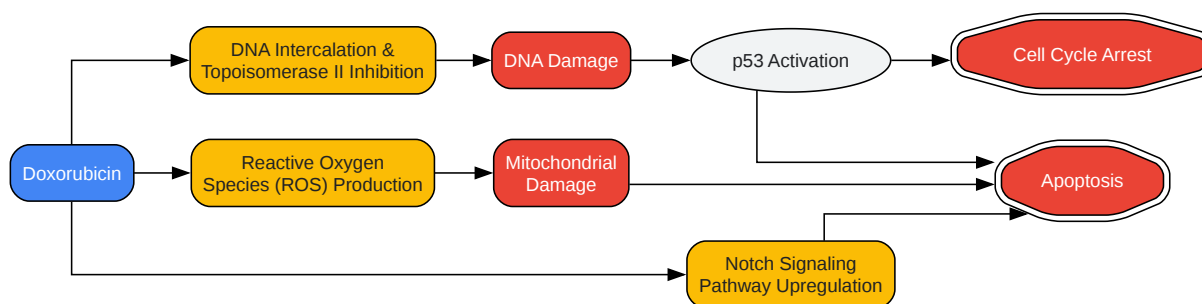 DNA Intercalation &
Topoisomerase II Inhibition
DNA Damage
p53 Activation
Cell Cycle Arrest
Doxorubicin
Reactive Oxygen
Species (ROS) Production
Mitochondrial
Damage
Apoptosis
Notch Signaling
Pathway Upregulation